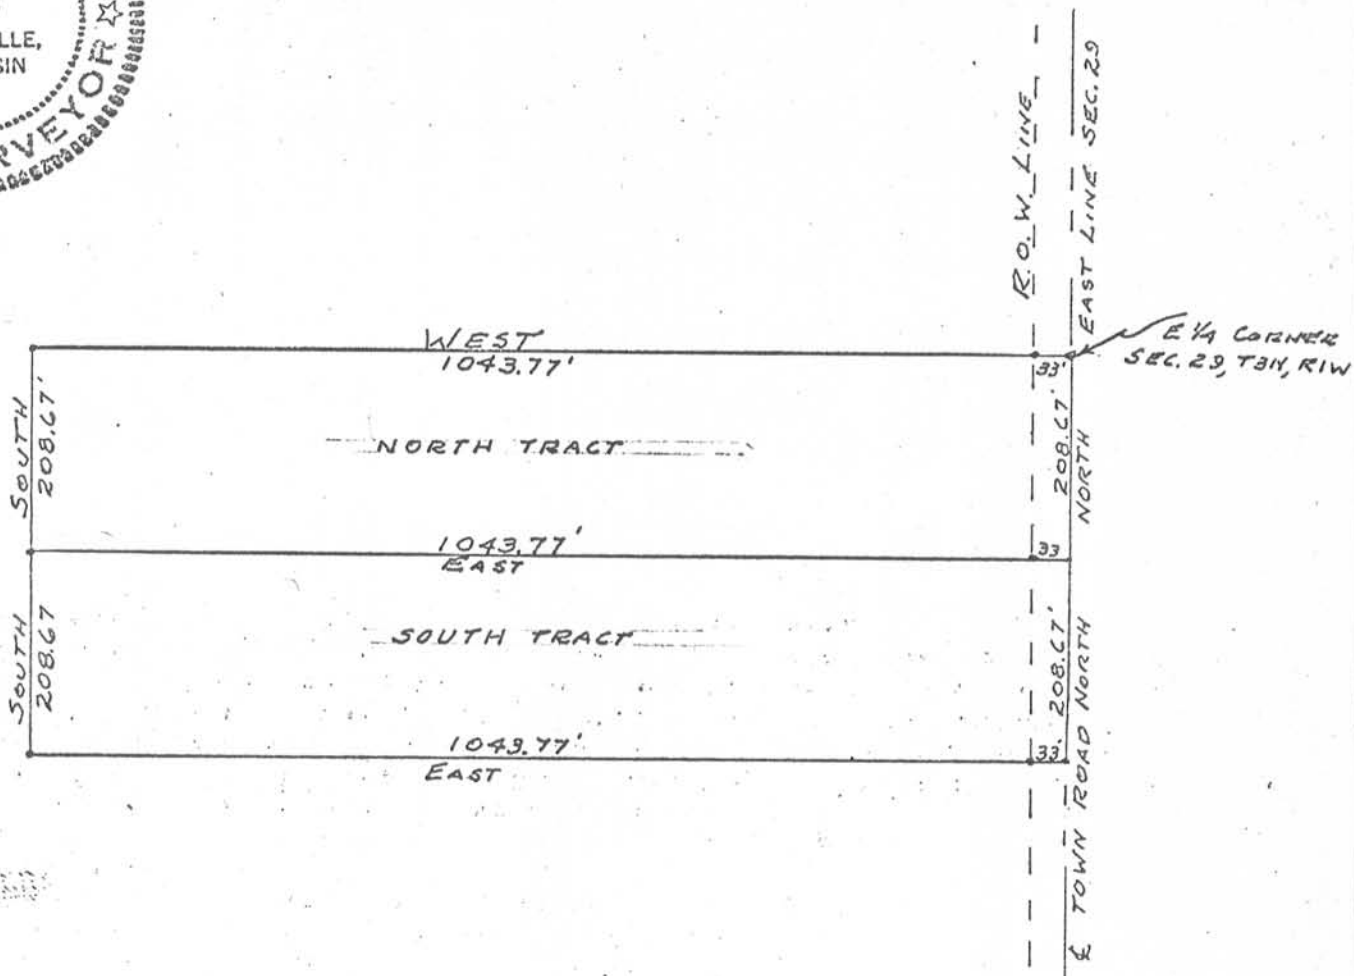 LLE,
SIN
RVEYOR ☆
R.O.W. LINE
EAST LINE SEC. 29
E 1/4 CORNER
SEC. 29, T3N, R1W
WEST
1043.77'
33'
SOUTH
208.67'
NORTH TRACT
208.67'
NORTH
1043.77'
EAST
33
SOUTH
208.67
SOUTH TRACT
208.67'
1043.77'
EAST
33'
℄ TOWN ROAD NORTH